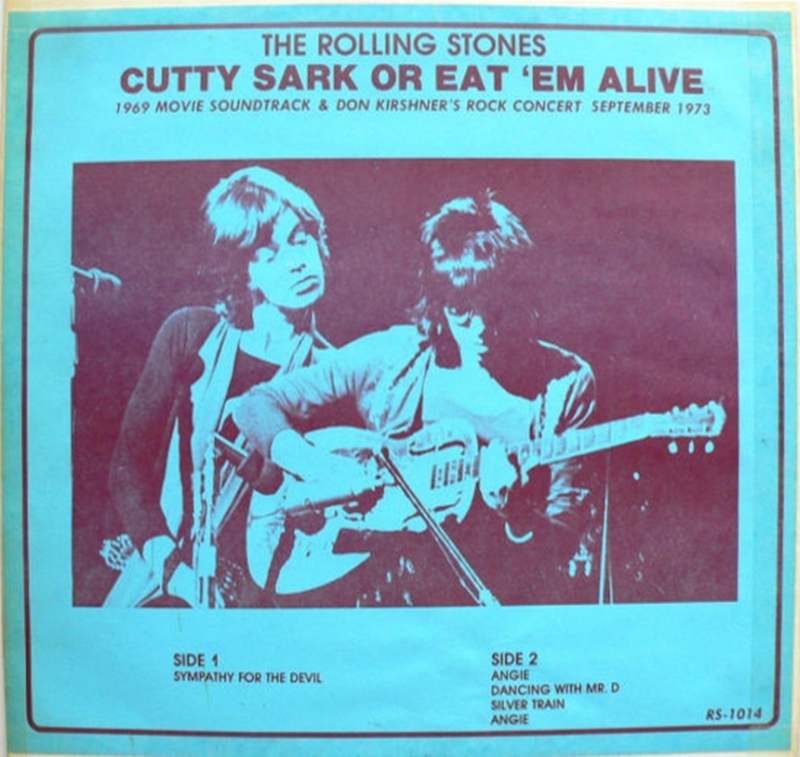 THE ROLLING STONES
CUTTY SARK OR EAT 'EM ALIVE
1969 MOVIE SOUNDTRACK & DON KIRSHNER'S ROCK CONCERT SEPTEMBER 1973
SIDE 1
SYMPATHY FOR THE DEVIL
SIDE 2
ANGIE
DANCING WITH MR. D
SILVER TRAIN
ANGIE
RS-1014